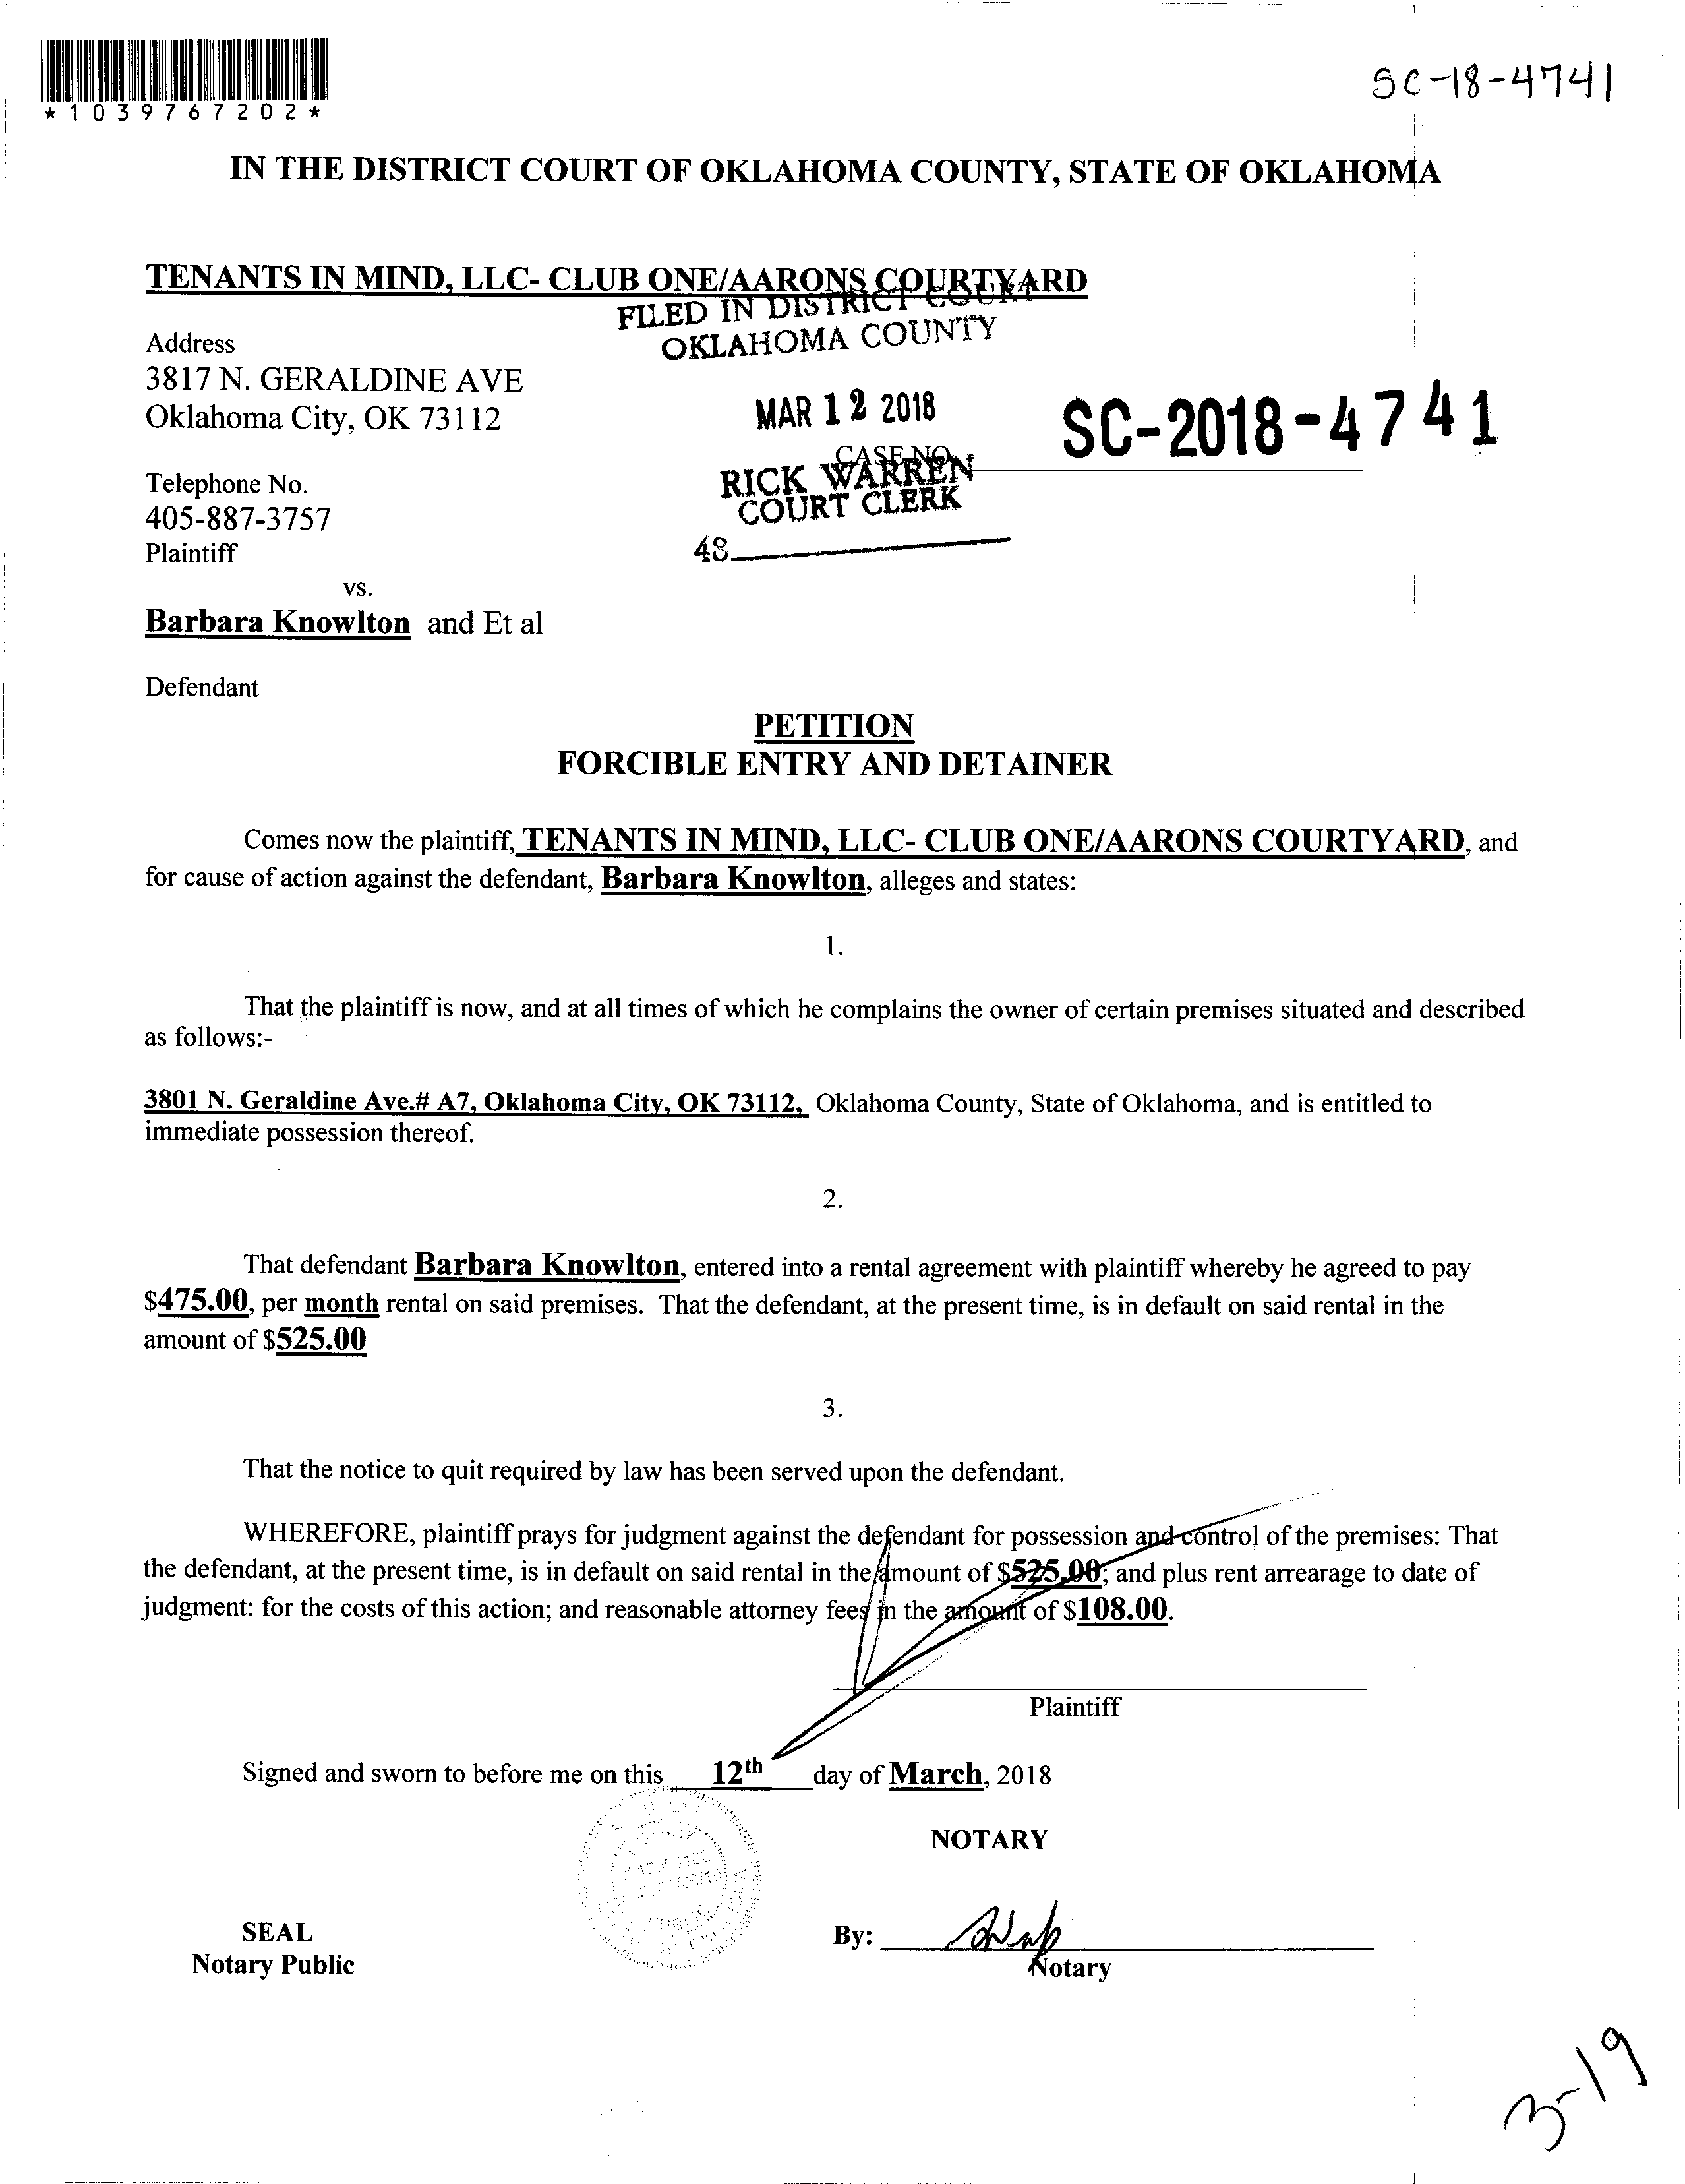 *1039767202*
SC-18-4741
IN THE DISTRICT COURT OF OKLAHOMA COUNTY, STATE OF OKLAHOMA
TENANTS IN MIND, LLC- CLUB ONE/AARONS COURTYARD
FILED IN DISTRICT COURT
OKLAHOMA COUNTY
Address
3817 N. GERALDINE AVE
Oklahoma City, OK 73112
MAR 12 2018
CASE NO.
SC-2018-4741
RICK WARREN
COURT CLERK
48
Telephone No.
405-887-3757
Plaintiff
vs.
Barbara Knowlton and Et al
Defendant
PETITION
FORCIBLE ENTRY AND DETAINER
Comes now the plaintiff, TENANTS IN MIND, LLC- CLUB ONE/AARONS COURTYARD, and
for cause of action against the defendant, Barbara Knowlton, alleges and states:
1.
That the plaintiff is now, and at all times of which he complains the owner of certain premises situated and described
as follows:-
3801 N. Geraldine Ave.# A7, Oklahoma City, OK 73112, Oklahoma County, State of Oklahoma, and is entitled to
immediate possession thereof.
2.
That defendant Barbara Knowlton, entered into a rental agreement with plaintiff whereby he agreed to pay
$475.00, per month rental on said premises. That the defendant, at the present time, is in default on said rental in the
amount of $525.00
3.
That the notice to quit required by law has been served upon the defendant.
WHEREFORE, plaintiff prays for judgment against the defendant for possession and control of the premises: That
the defendant, at the present time, is in default on said rental in the amount of $525.00; and plus rent arrearage to date of
judgment: for the costs of this action; and reasonable attorney fees in the amount of $108.00.
Plaintiff
Signed and sworn to before me on this 12th day of March, 2018
NOTARY
SEAL
Notary Public
By:
Notary
3-19